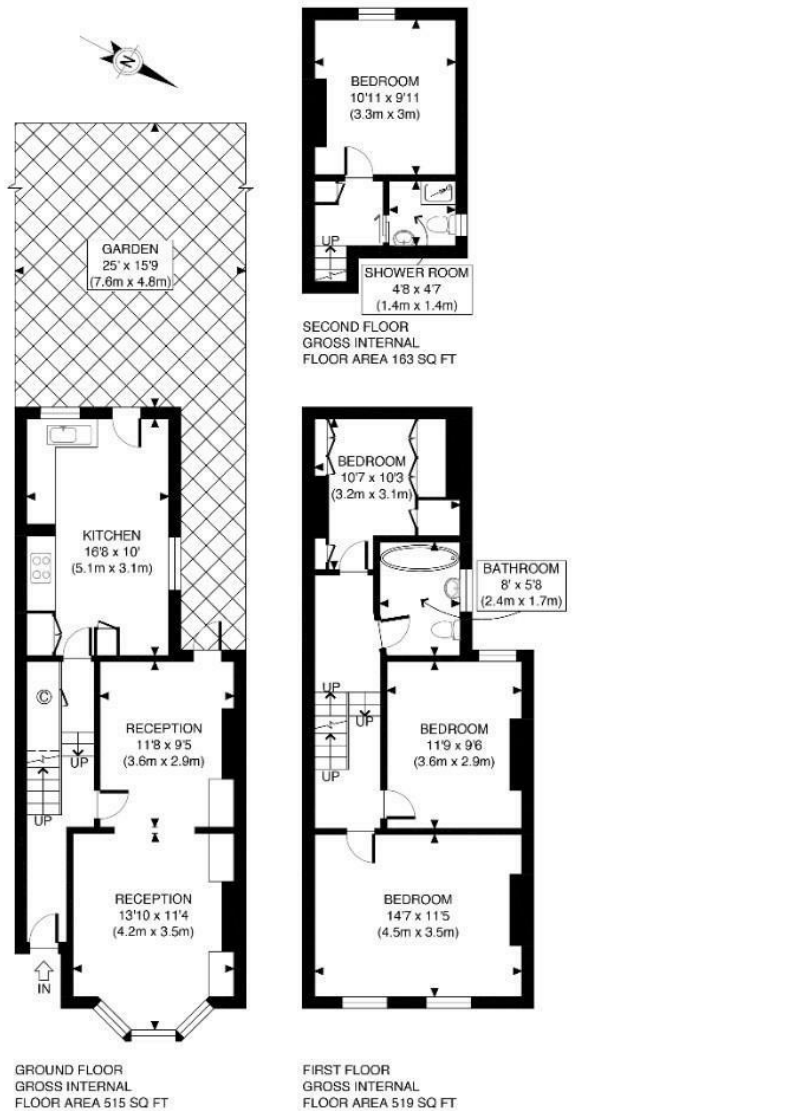 N
BEDROOM
10'11 x 9'11
(3.3m x 3m)
UP
SHOWER ROOM
4'8 x 4'7
(1.4m x 1.4m)
SECOND FLOOR
GROSS INTERNAL
FLOOR AREA 163 SQ FT
GARDEN
25' x 15'9
(7.6m x 4.8m)
KITCHEN
16'8 x 10'
(5.1m x 3.1m)
C
UP
UP
RECEPTION
11'8 x 9'5
(3.6m x 2.9m)
RECEPTION
13'10 x 11'4
(4.2m x 3.5m)
IN
GROUND FLOOR
GROSS INTERNAL
FLOOR AREA 515 SQ FT
BEDROOM
10'7 x 10'3
(3.2m x 3.1m)
BATHROOM
8' x 5'8
(2.4m x 1.7m)
UP
UP
UP
BEDROOM
11'9 x 9'6
(3.6m x 2.9m)
BEDROOM
14'7 x 11'5
(4.5m x 3.5m)
FIRST FLOOR
GROSS INTERNAL
FLOOR AREA 519 SQ FT